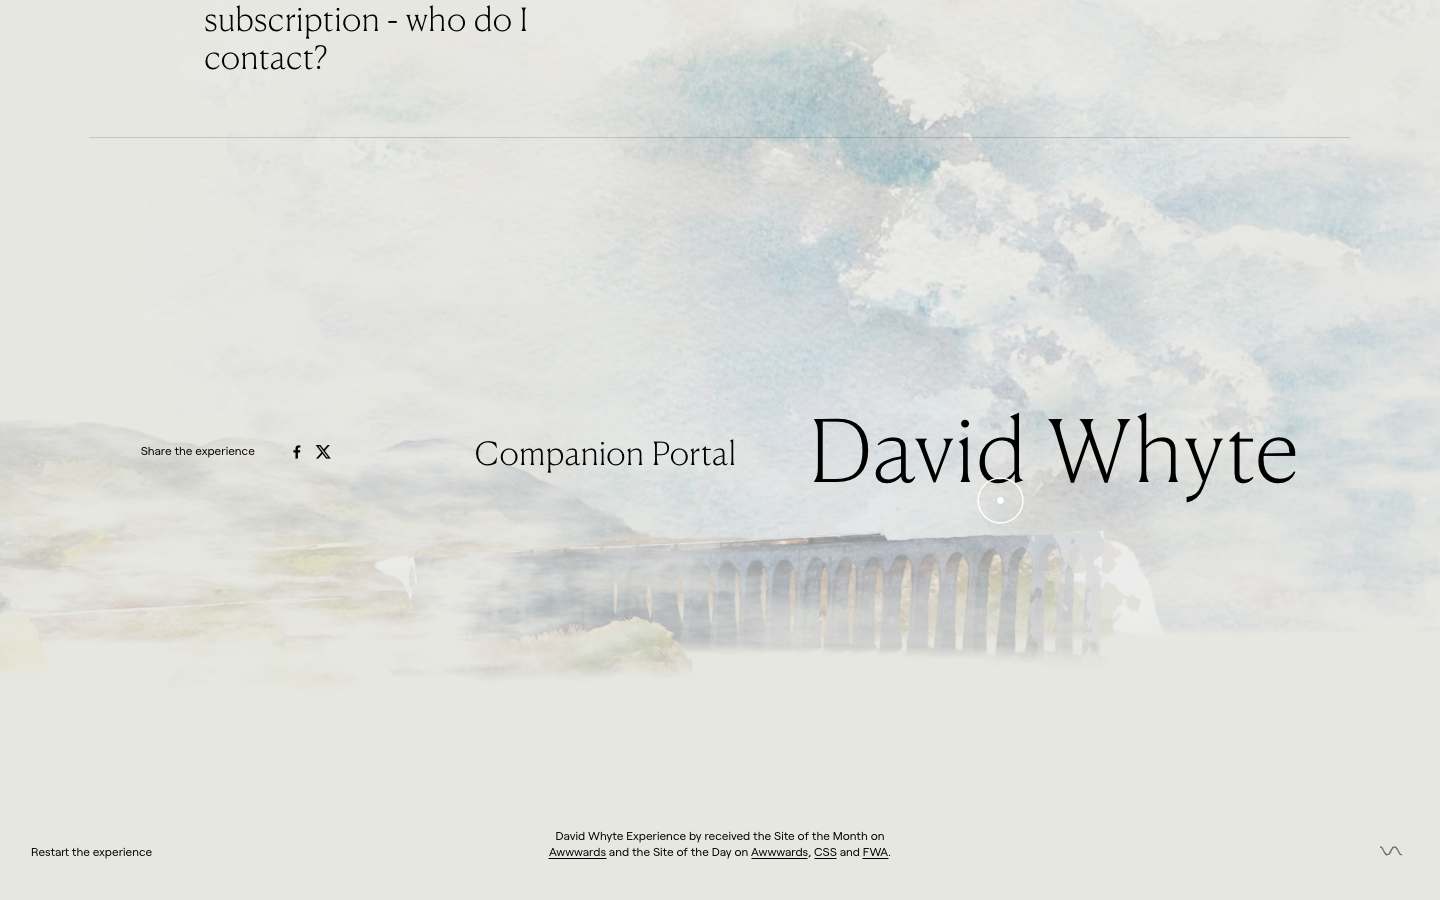 subscription - who do I
contact?
Share the experience
Companion Portal
David Whyte
David Whyte Experience by received the Site of the Month on
Awwwards and the Site of the Day on Awwwards, CSS and FWA.
Restart the experience